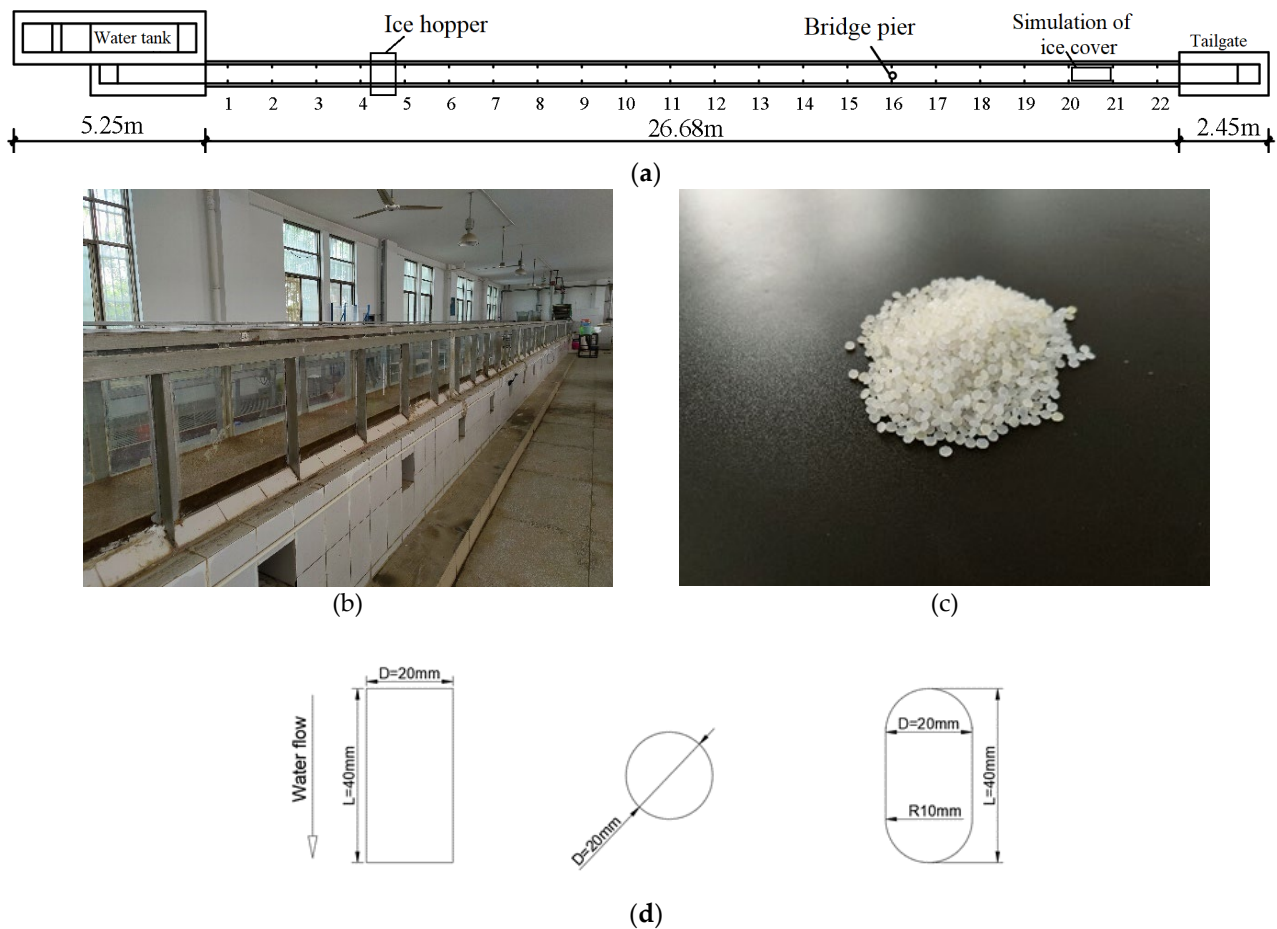 Ice hopper
Bridge pier
Simulation of
ice cover
Tailgate
Water tank
1 2 3 4 5 6 7 8 9 10 11 12 13 14 15 16 17 18 19 20 21 22
5.25m 26.68m 2.45m
(a)
(b) (c)
Water flow
D=20mm
L=40mm
D=20mm
D=20mm
R10mm
L=40mm
(d)